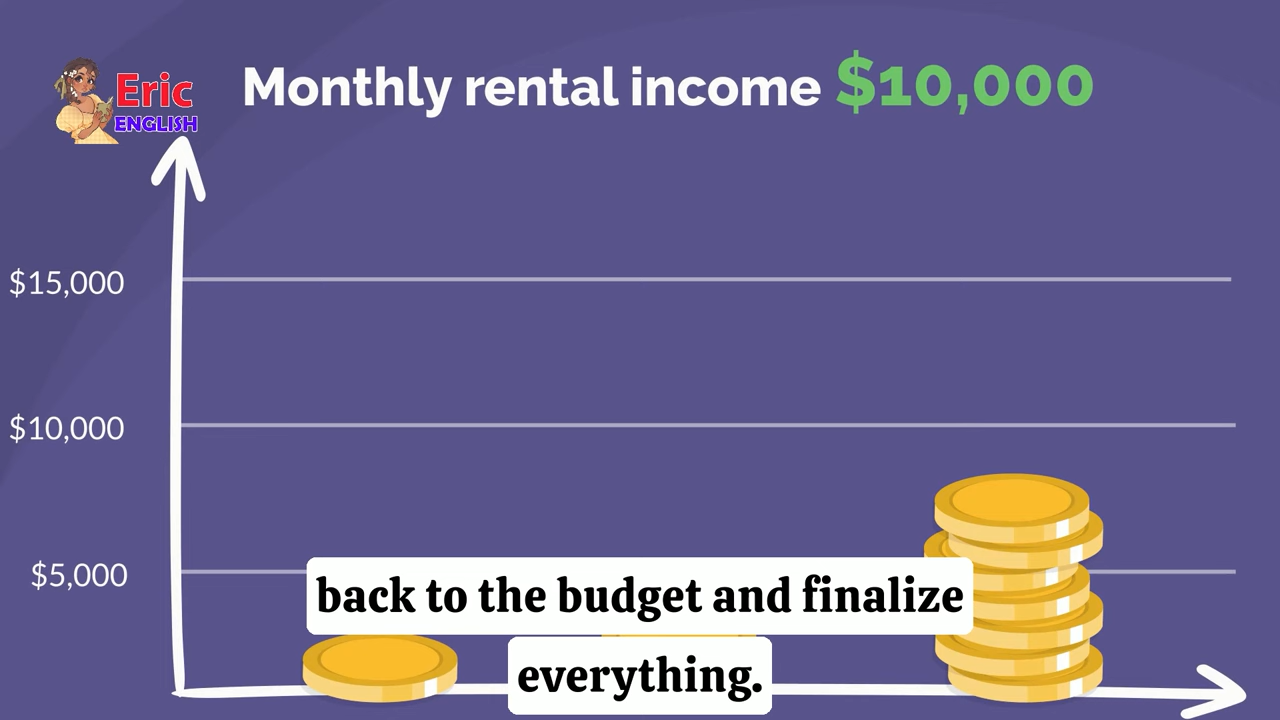 Eric
ENGLISH
Monthly rental income $10,000
$15,000
$10,000
$5,000
back to the budget and finalize
everything.